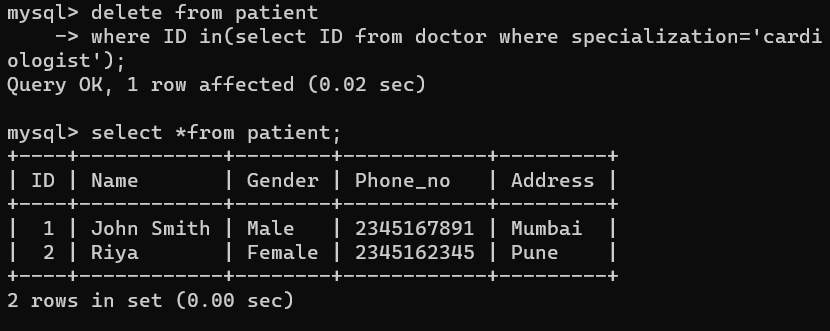 mysql> delete from patient
    -> where ID in(select ID from doctor where specialization='cardi
ologist');
Query OK, 1 row affected (0.02 sec)
mysql> select *from patient;
+----+------------+--------+------------+---------+
| ID | Name       | Gender | Phone_no   | Address |
+----+------------+--------+------------+---------+
|  1 | John Smith | Male   | 2345167891 | Mumbai  |
|  2 | Riya       | Female | 2345162345 | Pune    |
+----+------------+--------+------------+---------+
2 rows in set (0.00 sec)